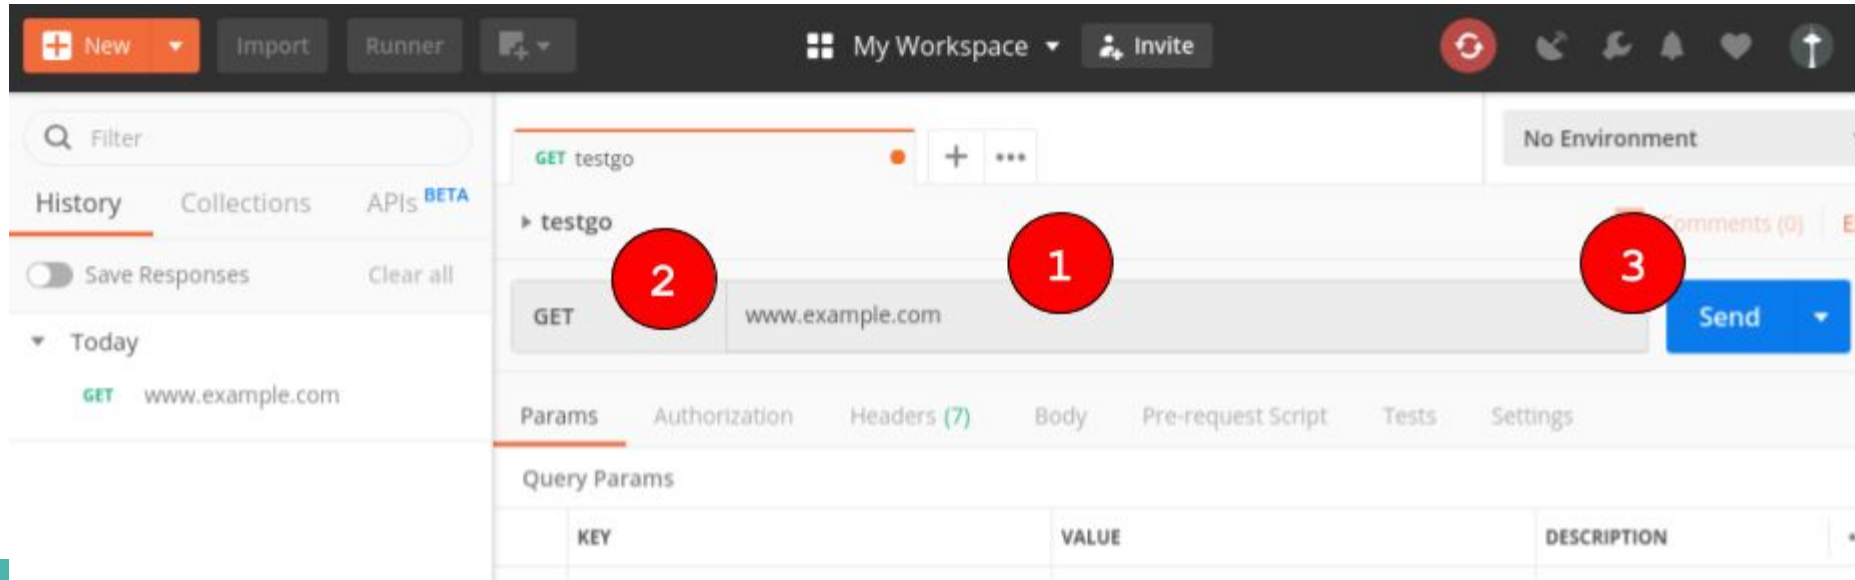 New Import Runner My Workspace Invite
Filter
History Collections APIs BETA
Save Responses Clear all
Today
GET www.example.com
GET testgo
No Environment
testgo
Comments (0)
2 1 3
GET www.example.com Send
Params Authorization Headers (7) Body Pre-request Script Tests Settings
Query Params
KEY VALUE DESCRIPTION